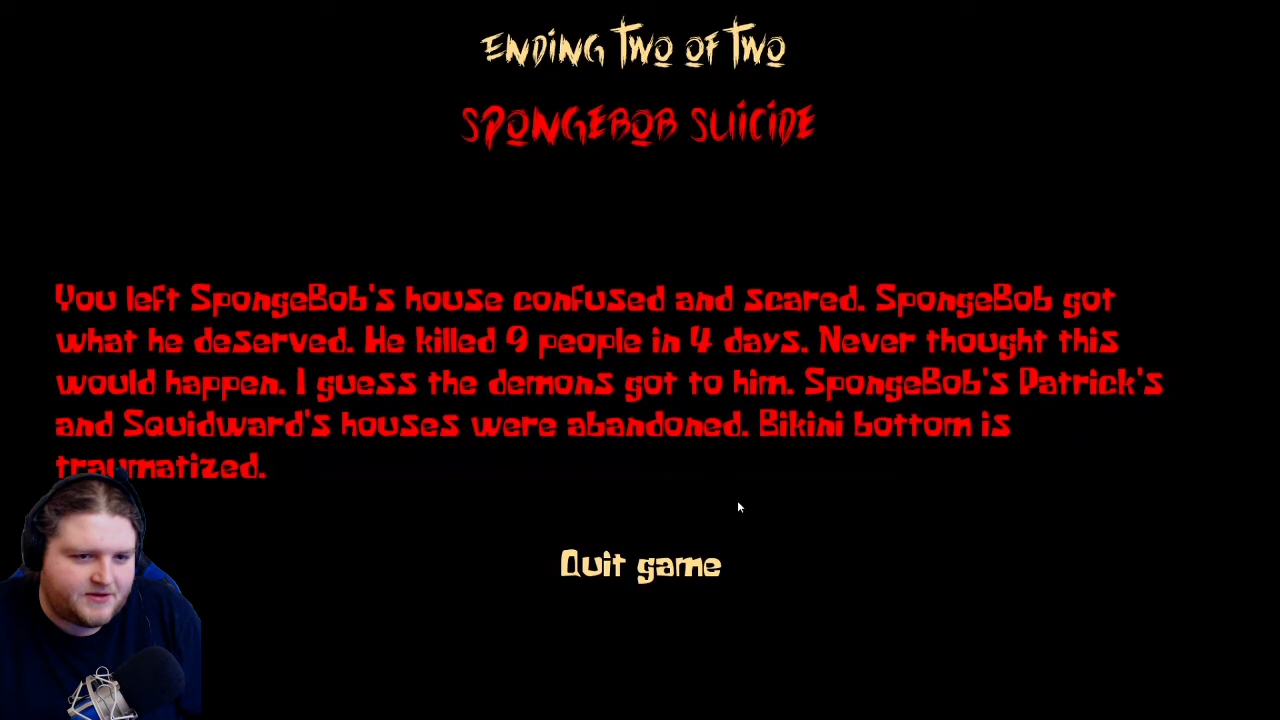 ENDING TWO OF TWO
SPONGEBOB SUICIDE
You left SpongeBob's house confused and scared. SpongeBob got
what he deserved. He killed 9 people in 4 days. Never thought this
would happen. I guess the demons got to him. SpongeBob's Patrick's
and Squidward's houses were abandoned. Bikini bottom is
traumatized.
Quit game